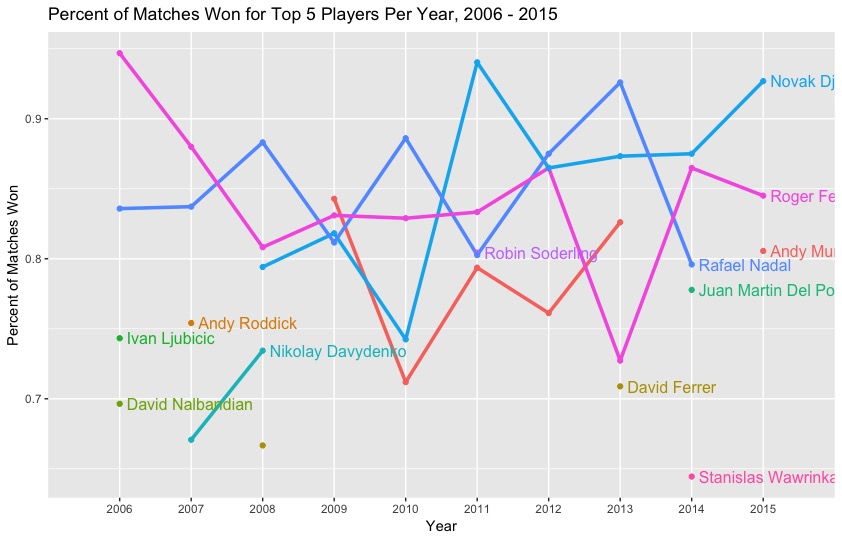 Percent of Matches Won for Top 5 Players Per Year, 2006 - 2015
Percent of Matches Won
0.9
0.8
0.7
Novak Dj
Roger Fe
Andy Mur
Robin Soderling
Rafael Nadal
Juan Martin Del Po
Andy Roddick
Ivan Ljubicic
Nikolay Davydenko
David Ferrer
David Nalbandian
Stanislas Wawrinka
2006 2007 2008 2009 2010 2011 2012 2013 2014 2015
Year